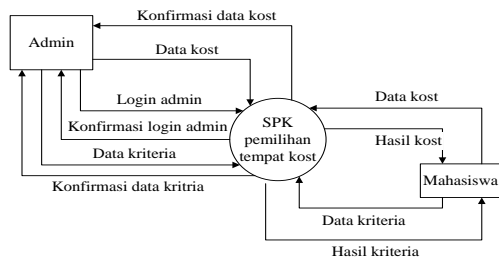 Konfirmasi data kost
Admin
Data kost
Login admin
Konfirmasi login admin
Data kriteria
Konfirmasi data kritria
SPK
pemilihan
tempat kost
Data kost
Hasil kost
Mahasiswa
Data kriteria
Hasil kriteria